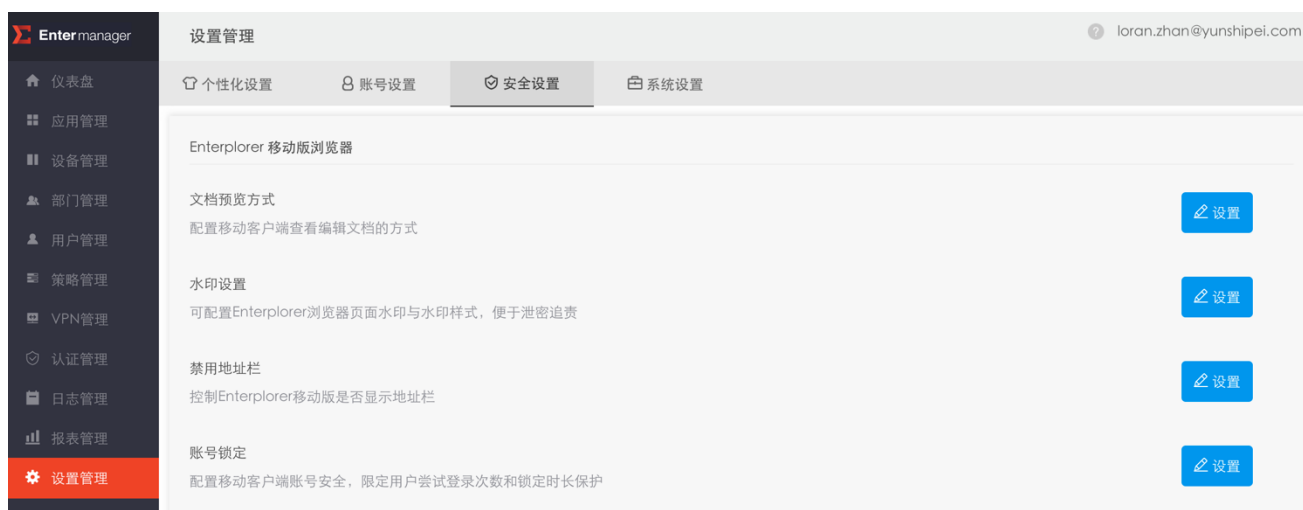 Entermanager
设置管理
? loran.zhan@yunshipei.com
仪表盘
应用管理
设备管理
部门管理
用户管理
策略管理
VPN管理
认证管理
日志管理
报表管理
设置管理
个性化设置
账号设置
安全设置
系统设置
Enterplorer 移动版浏览器
文档预览方式
配置移动客户端查看编辑文档的方式
设置
水印设置
可配置Enterplorer浏览器页面水印与水印样式，便于泄密追责
设置
禁用地址栏
控制Enterplorer移动版是否显示地址栏
设置
账号锁定
配置移动客户端账号安全，限定用户尝试登录次数和锁定时长保护
设置